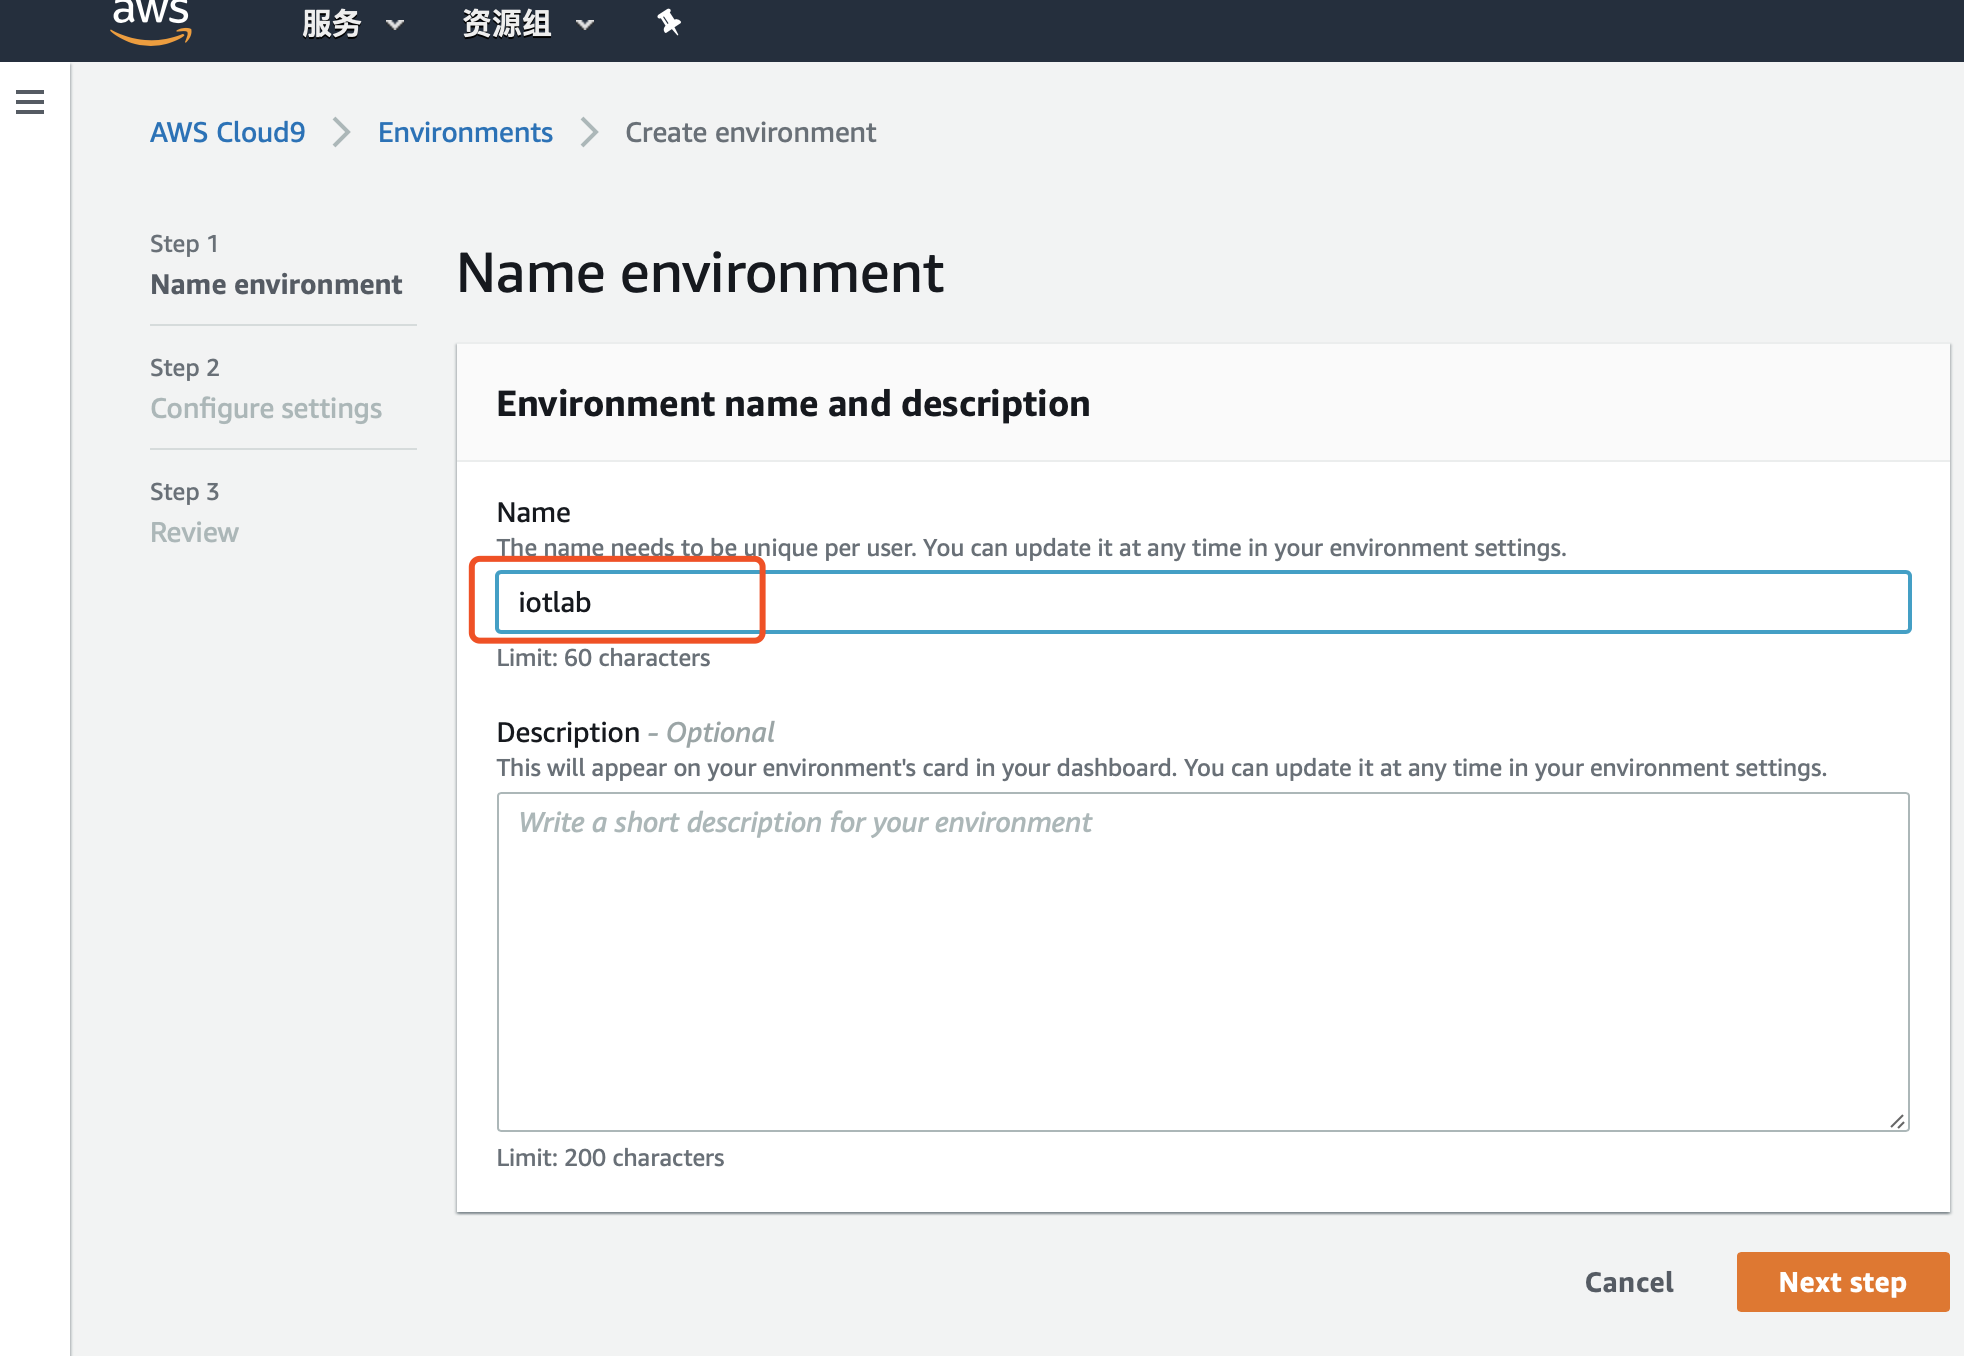 aws 服务 资源组
AWS Cloud9 Environments Create environment
Step 1
Name environment
Step 2
Configure settings
Step 3
Review
Name environment
Environment name and description
Name
The name needs to be unique per user. You can update it at any time in your environment settings.
iotlab
Limit: 60 characters
Description - Optional
This will appear on your environment's card in your dashboard. You can update it at any time in your environment settings.
Write a short description for your environment
Limit: 200 characters
Cancel Next step